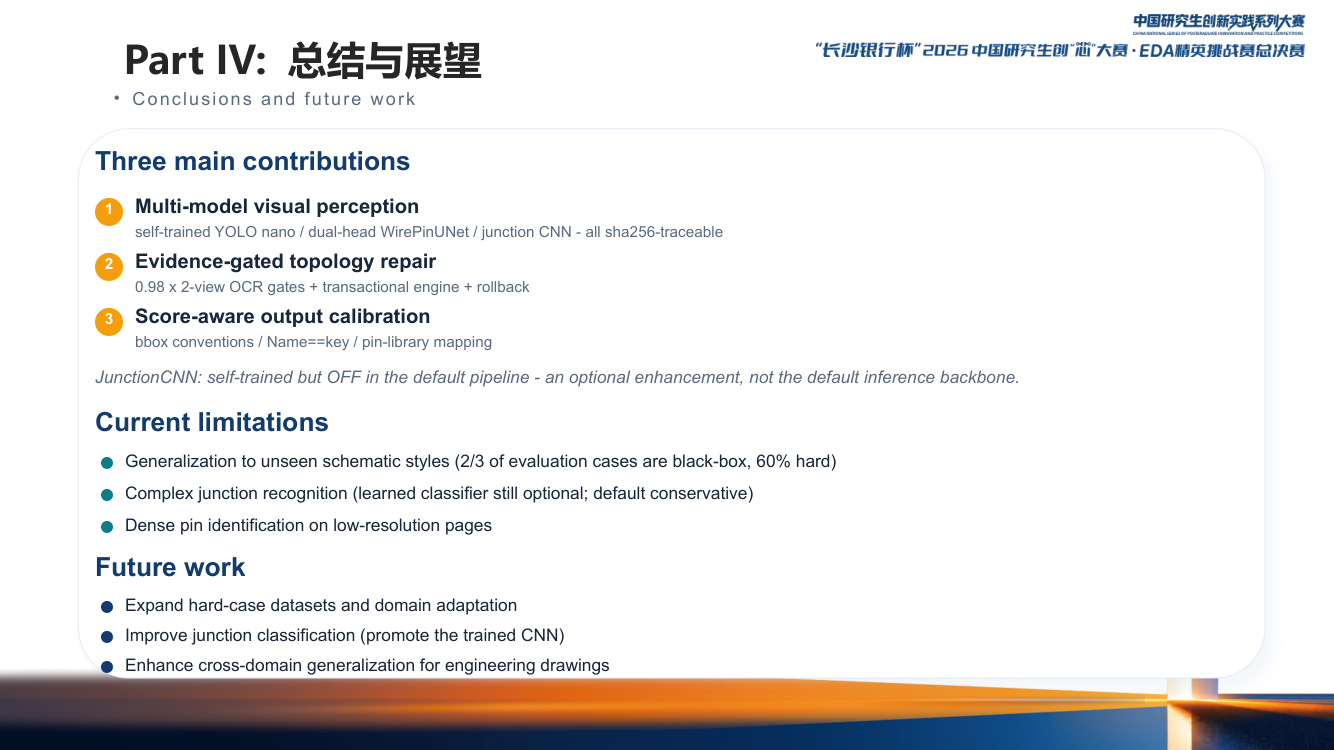 中国研究生创新实践系列大赛
CHINA NATIONAL SERIES OF POSTGRADUATE INNOVATION AND PRACTICE COMPETITIONS
“长沙银行杯”2026中国研究生创“芯”大赛·EDA精英挑战赛总决赛
Part IV: 总结与展望
• Conclusions and future work
Three main contributions
1 Multi-model visual perception
self-trained YOLO nano / dual-head WirePinUNet / junction CNN - all sha256-traceable
2 Evidence-gated topology repair
0.98 x 2-view OCR gates + transactional engine + rollback
3 Score-aware output calibration
bbox conventions / Name==key / pin-library mapping
JunctionCNN: self-trained but OFF in the default pipeline - an optional enhancement, not the default inference backbone.
Current limitations
Generalization to unseen schematic styles (2/3 of evaluation cases are black-box, 60% hard)
Complex junction recognition (learned classifier still optional; default conservative)
Dense pin identification on low-resolution pages
Future work
Expand hard-case datasets and domain adaptation
Improve junction classification (promote the trained CNN)
Enhance cross-domain generalization for engineering drawings